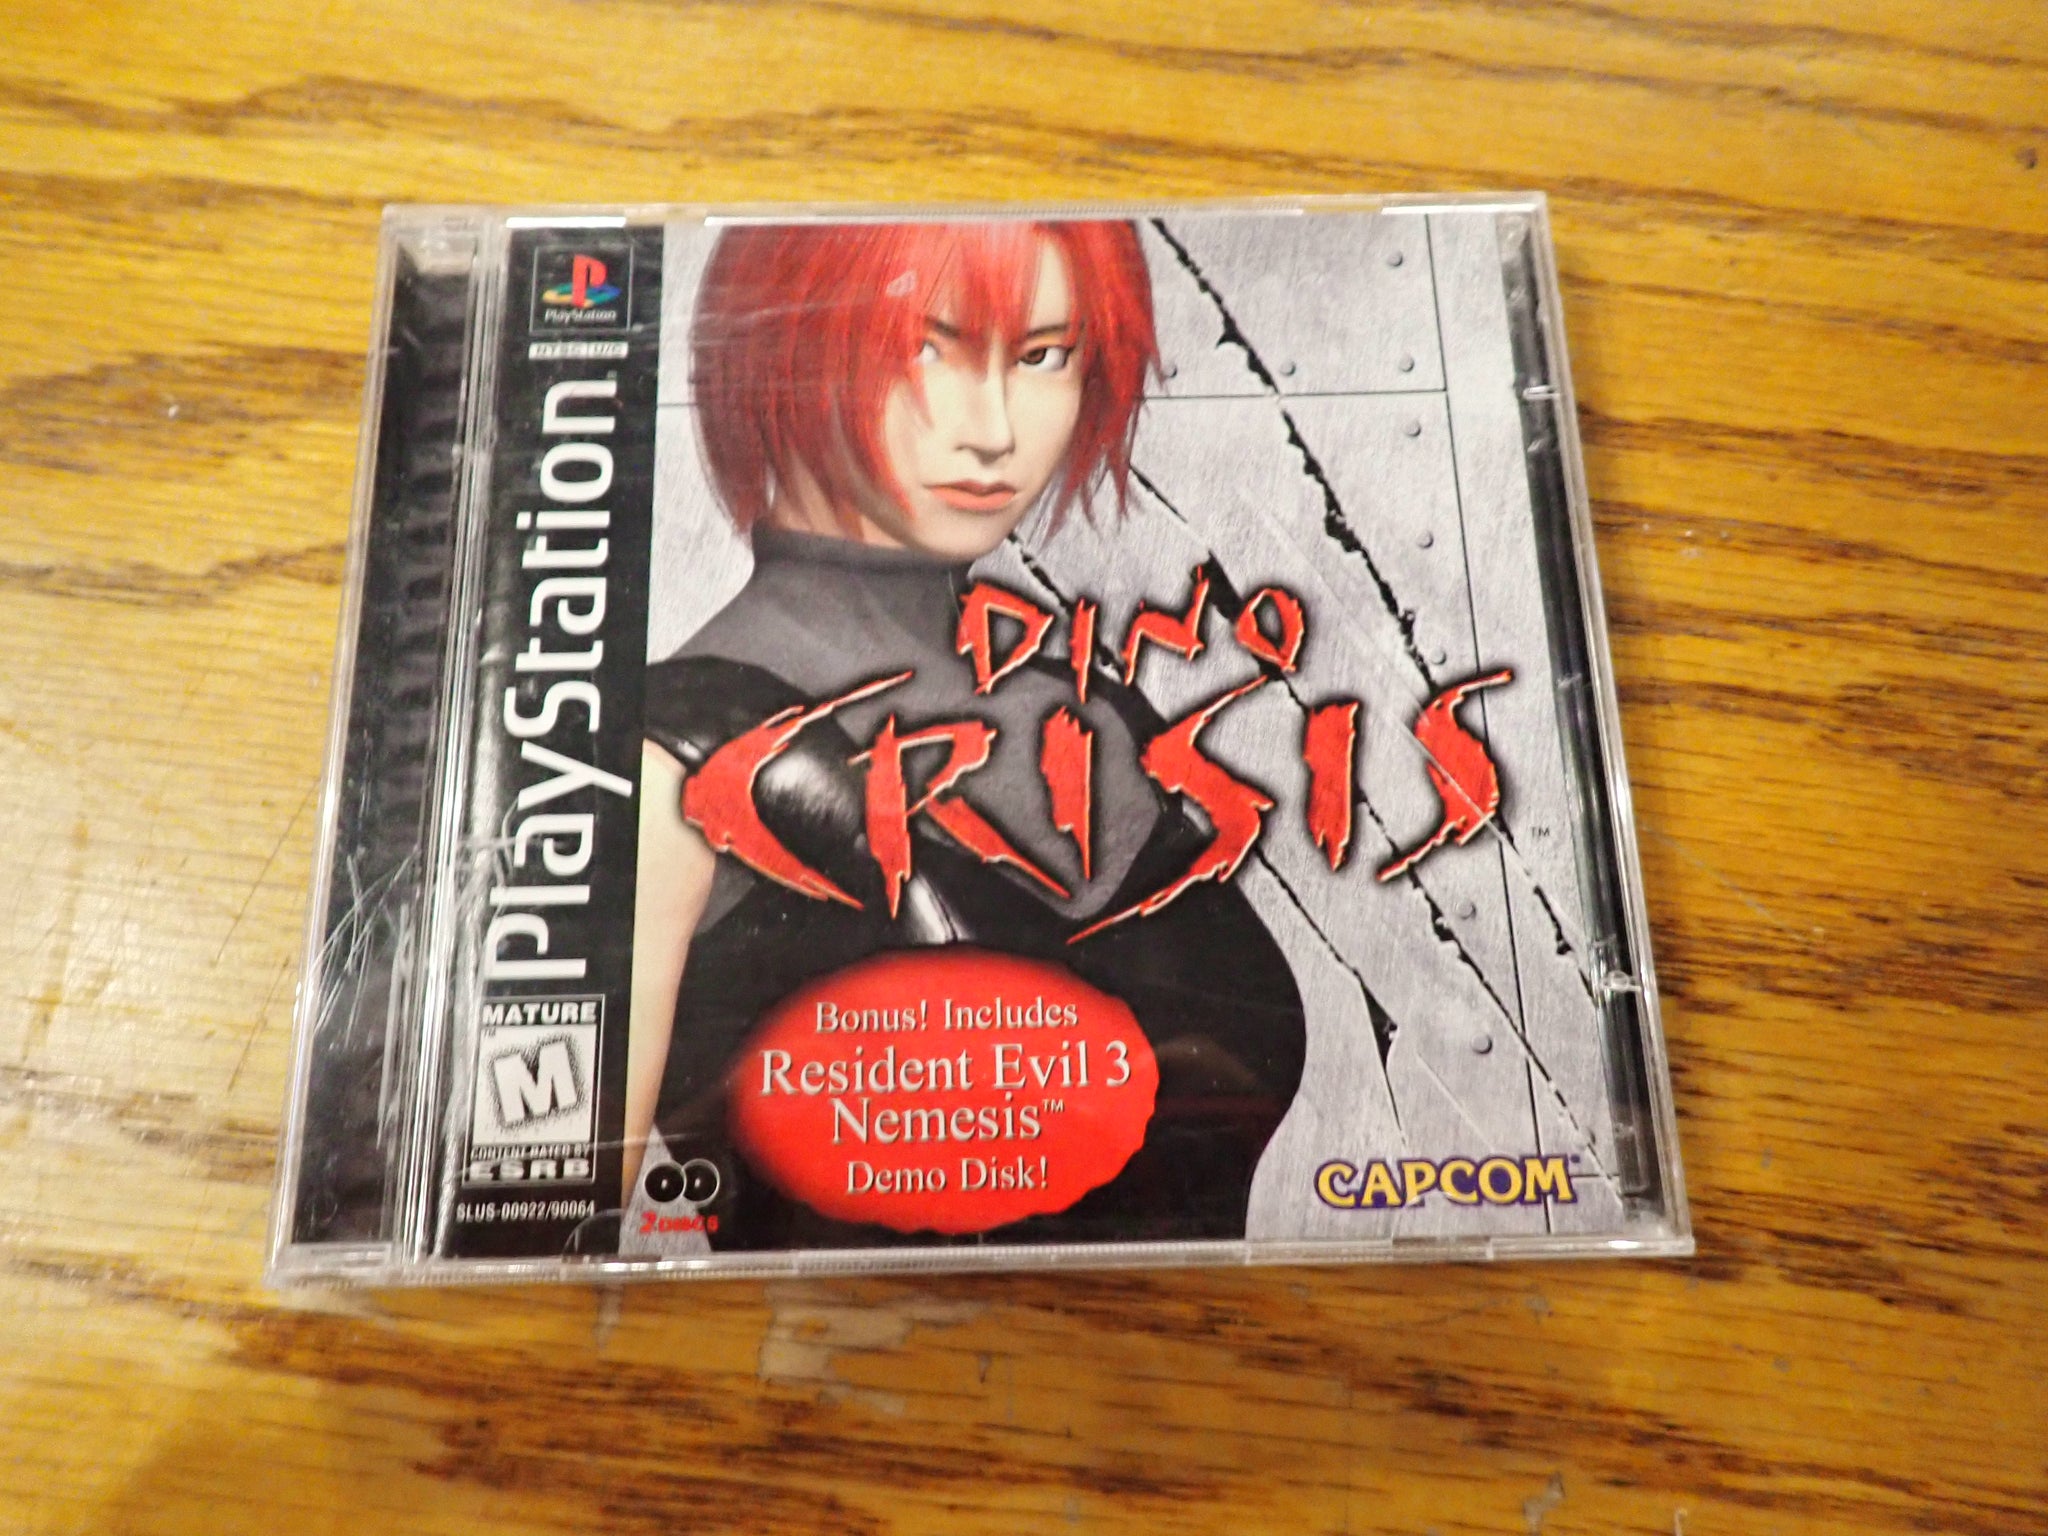 PlayStation
NTSC U/C
PlayStation
MATURE
M
CONTENT RATED BY
ESRB
SLUS-00922/90064
DINO
CRISIS
TM
Bonus! Includes
Resident Evil 3
Nemesis™
Demo Disk!
2 DISCS
CAPCOM